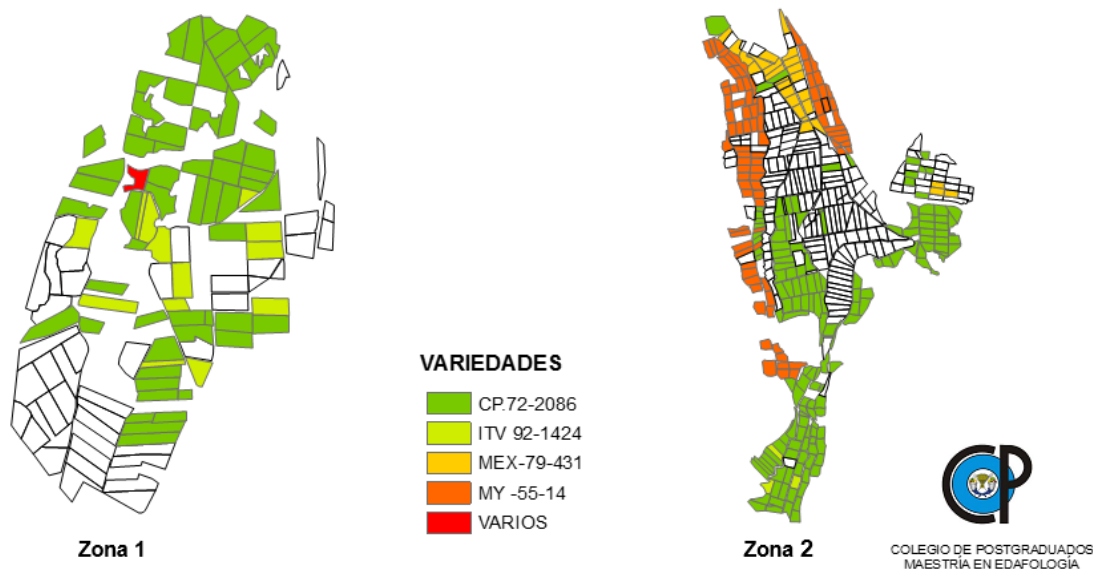 VARIEDADES
CP.72-2086
ITV 92-1424
MEX-79-431
MY -55-14
VARIOS
Zona 1
Zona 2
CP
COLEGIO DE POSTGRADUADOS
MAESTRÍA EN EDAFOLOGÍA